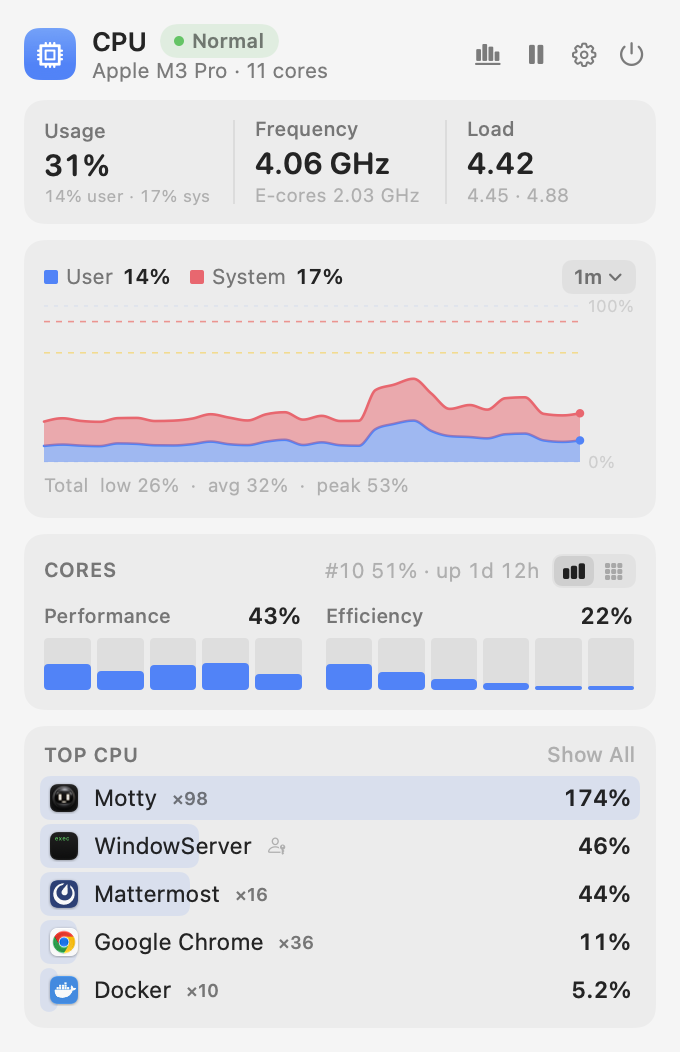 CPU Normal
Apple M3 Pro · 11 cores
Usage
31%
14% user · 17% sys
Frequency
4.06 GHz
E-cores 2.03 GHz
Load
4.42
4.45 · 4.88
User 14% System 17% 1m
100%
0%
Total low 26% · avg 32% · peak 53%
CORES #10 51% · up 1d 12h
Performance 43% Efficiency 22%
TOP CPU Show All
Motty ×98 174%
exec
WindowServer 46%
Mattermost ×16 44%
Google Chrome ×36 11%
Docker ×10 5.2%